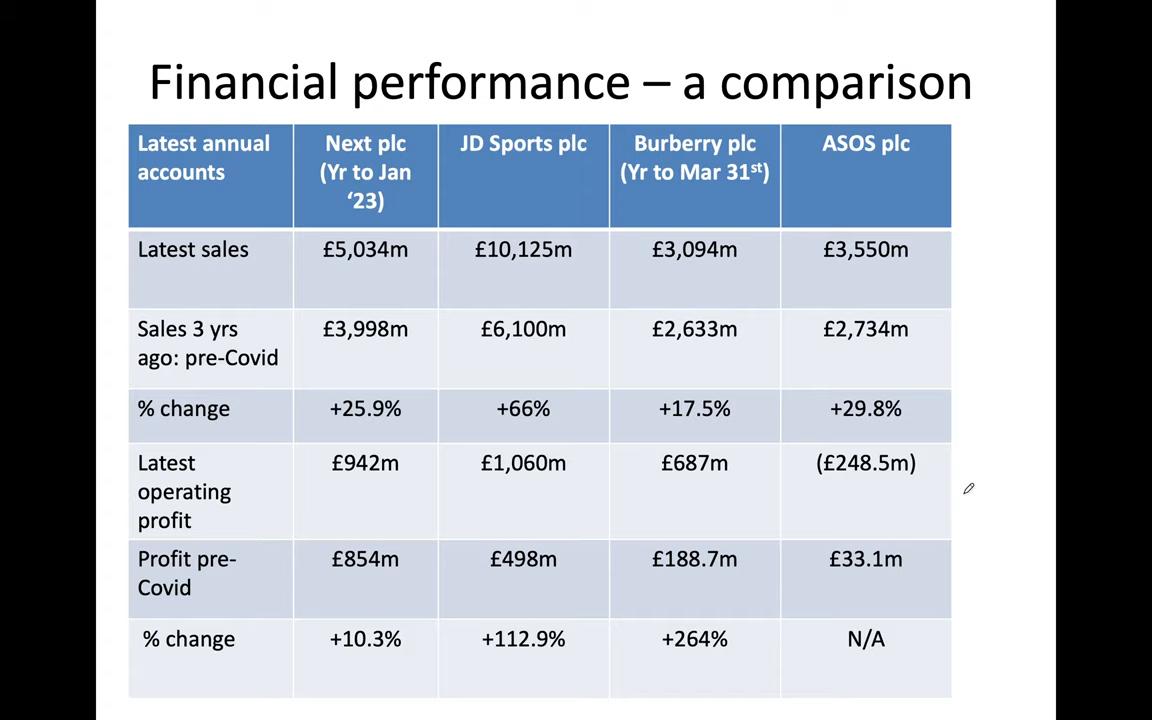 Financial performance – a comparison
Latest annual accounts | Next plc (Yr to Jan ‘23) | JD Sports plc | Burberry plc (Yr to Mar 31st) | ASOS plc
Latest sales | £5,034m | £10,125m | £3,094m | £3,550m
Sales 3 yrs ago: pre-Covid | £3,998m | £6,100m | £2,633m | £2,734m
% change | +25.9% | +66% | +17.5% | +29.8%
Latest operating profit | £942m | £1,060m | £687m | (£248.5m)
Profit pre-Covid | £854m | £498m | £188.7m | £33.1m
% change | +10.3% | +112.9% | +264% | N/A